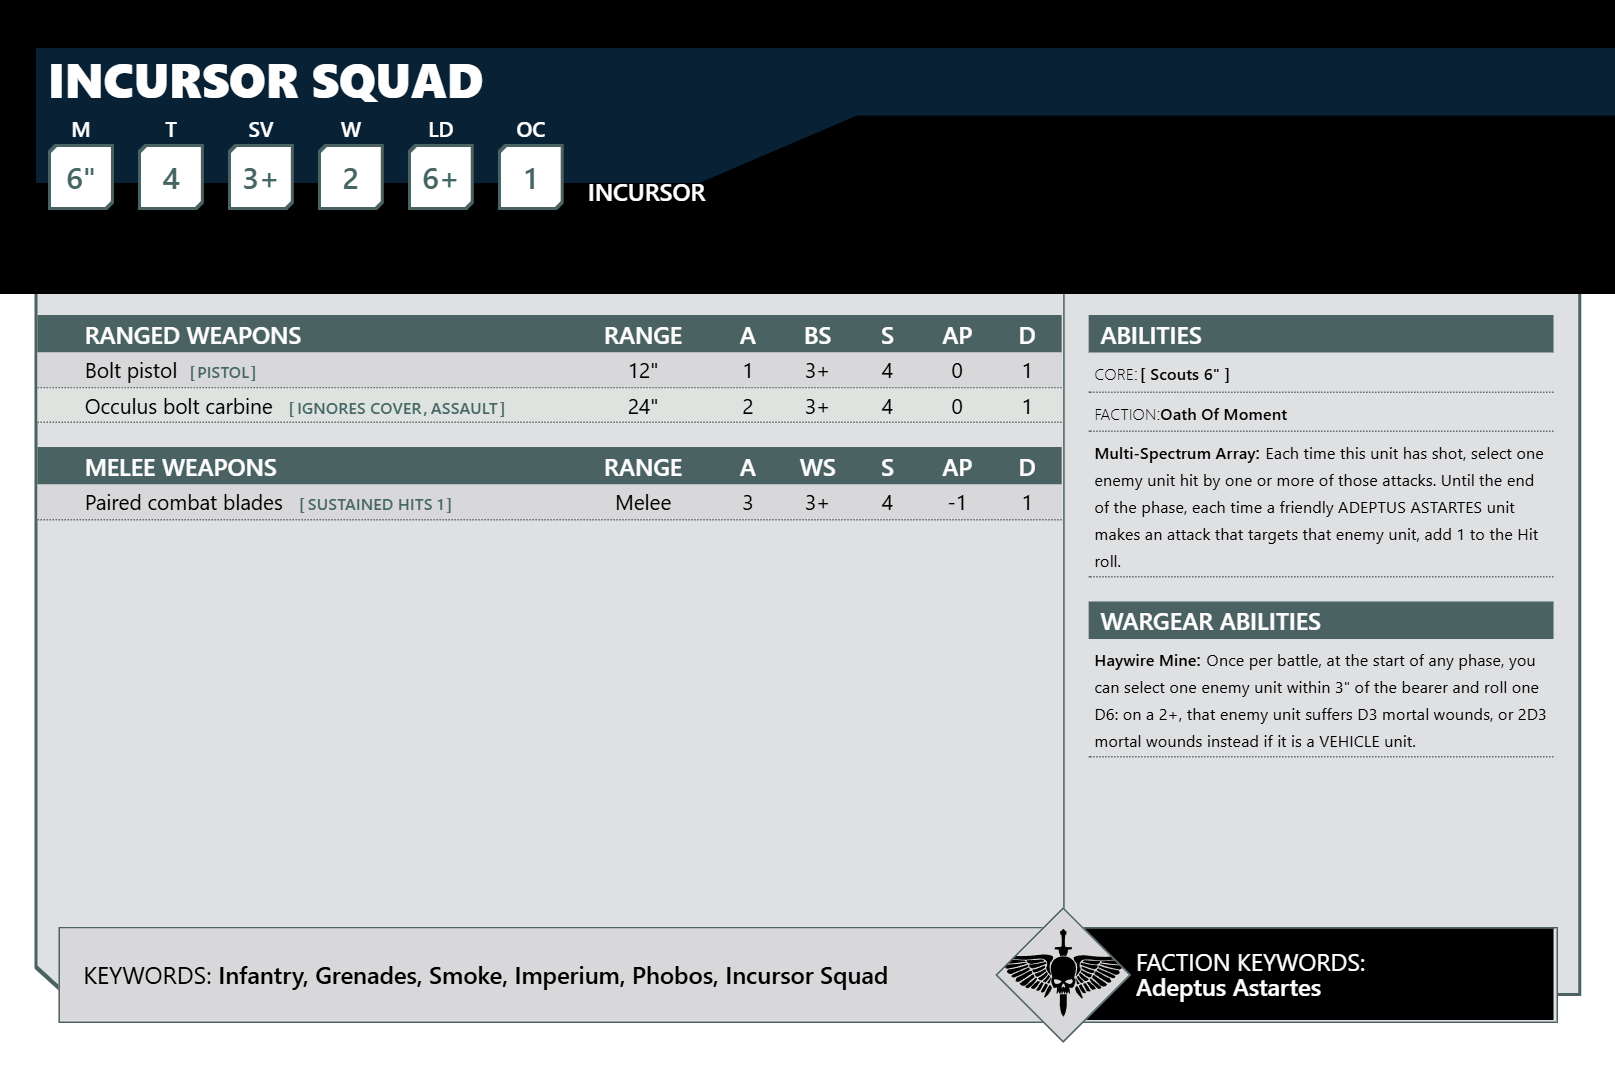 INCURSOR SQUAD
M T SV W LD OC
6" 4 3+ 2 6+ 1 INCURSOR
RANGED WEAPONS RANGE A BS S AP D
Bolt pistol [PISTOL] 12" 1 3+ 4 0 1
Occulus bolt carbine [IGNORES COVER, ASSAULT] 24" 2 3+ 4 0 1
MELEE WEAPONS RANGE A WS S AP D
Paired combat blades [SUSTAINED HITS 1] Melee 3 3+ 4 -1 1
ABILITIES
CORE: [ Scouts 6" ]
FACTION:Oath Of Moment
Multi-Spectrum Array: Each time this unit has shot, select one
enemy unit hit by one or more of those attacks. Until the end
of the phase, each time a friendly ADEPTUS ASTARTES unit
makes an attack that targets that enemy unit, add 1 to the Hit
roll.
WARGEAR ABILITIES
Haywire Mine: Once per battle, at the start of any phase, you
can select one enemy unit within 3" of the bearer and roll one
D6: on a 2+, that enemy unit suffers D3 mortal wounds, or 2D3
mortal wounds instead if it is a VEHICLE unit.
KEYWORDS: Infantry, Grenades, Smoke, Imperium, Phobos, Incursor Squad
FACTION KEYWORDS:
Adeptus Astartes